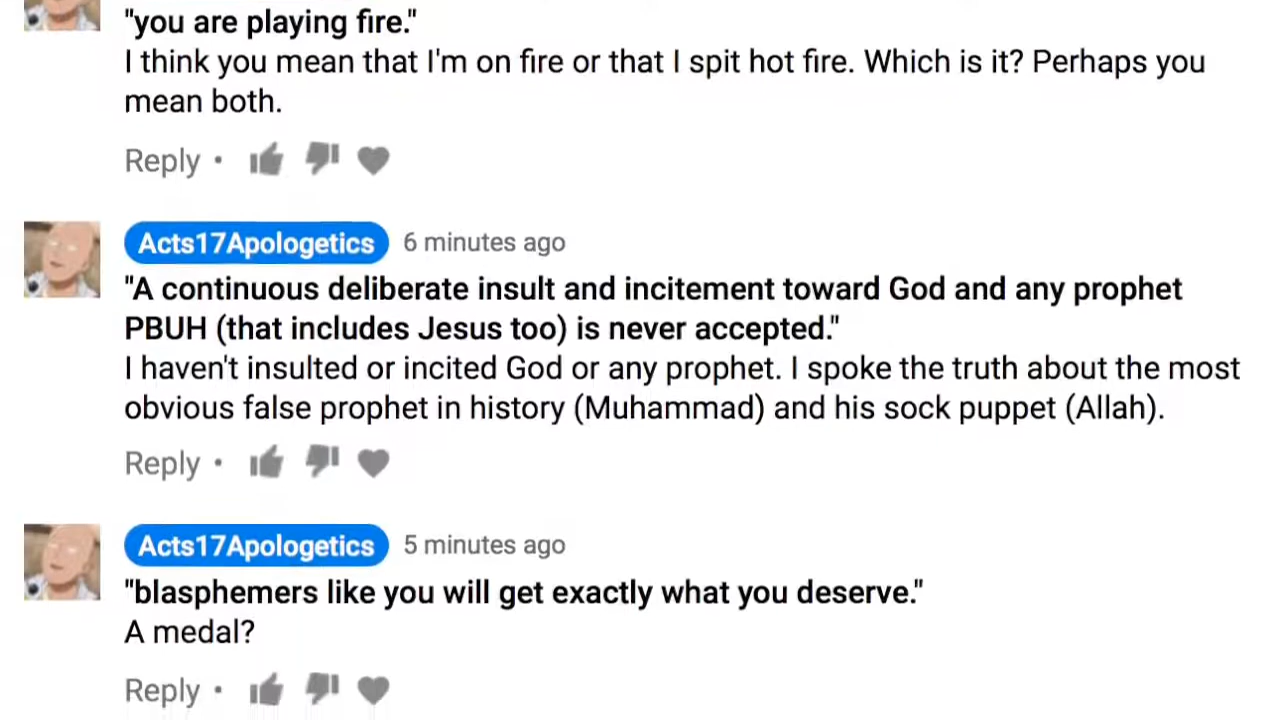 "you are playing fire."
I think you mean that I'm on fire or that I spit hot fire. Which is it? Perhaps you
mean both.
Reply •
Acts17Apologetics 6 minutes ago
"A continuous deliberate insult and incitement toward God and any prophet
PBUH (that includes Jesus too) is never accepted."
I haven't insulted or incited God or any prophet. I spoke the truth about the most
obvious false prophet in history (Muhammad) and his sock puppet (Allah).
Reply •
Acts17Apologetics 5 minutes ago
"blasphemers like you will get exactly what you deserve."
A medal?
Reply •